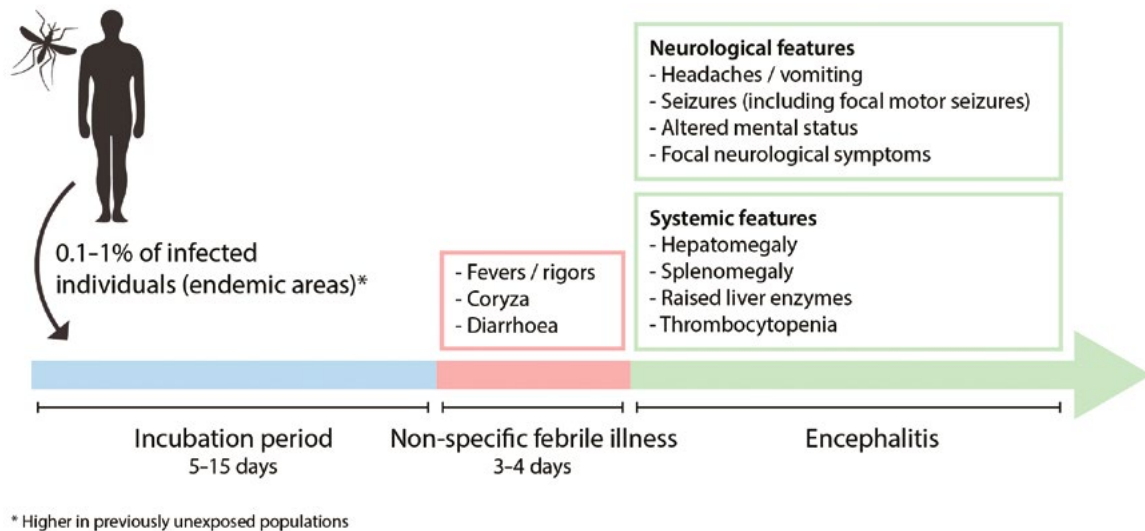 Neurological features
- Headaches / vomiting
- Seizures (including focal motor seizures)
- Altered mental status
- Focal neurological symptoms
Systemic features
- Hepatomegaly
- Splenomegaly
- Raised liver enzymes
- Thrombocytopenia
0.1–1% of infected
individuals (endemic areas)*
- Fevers / rigors
- Coryza
- Diarrhoea
Incubation period
5–15 days
Non-specific febrile illness
3–4 days
Encephalitis
* Higher in previously unexposed populations